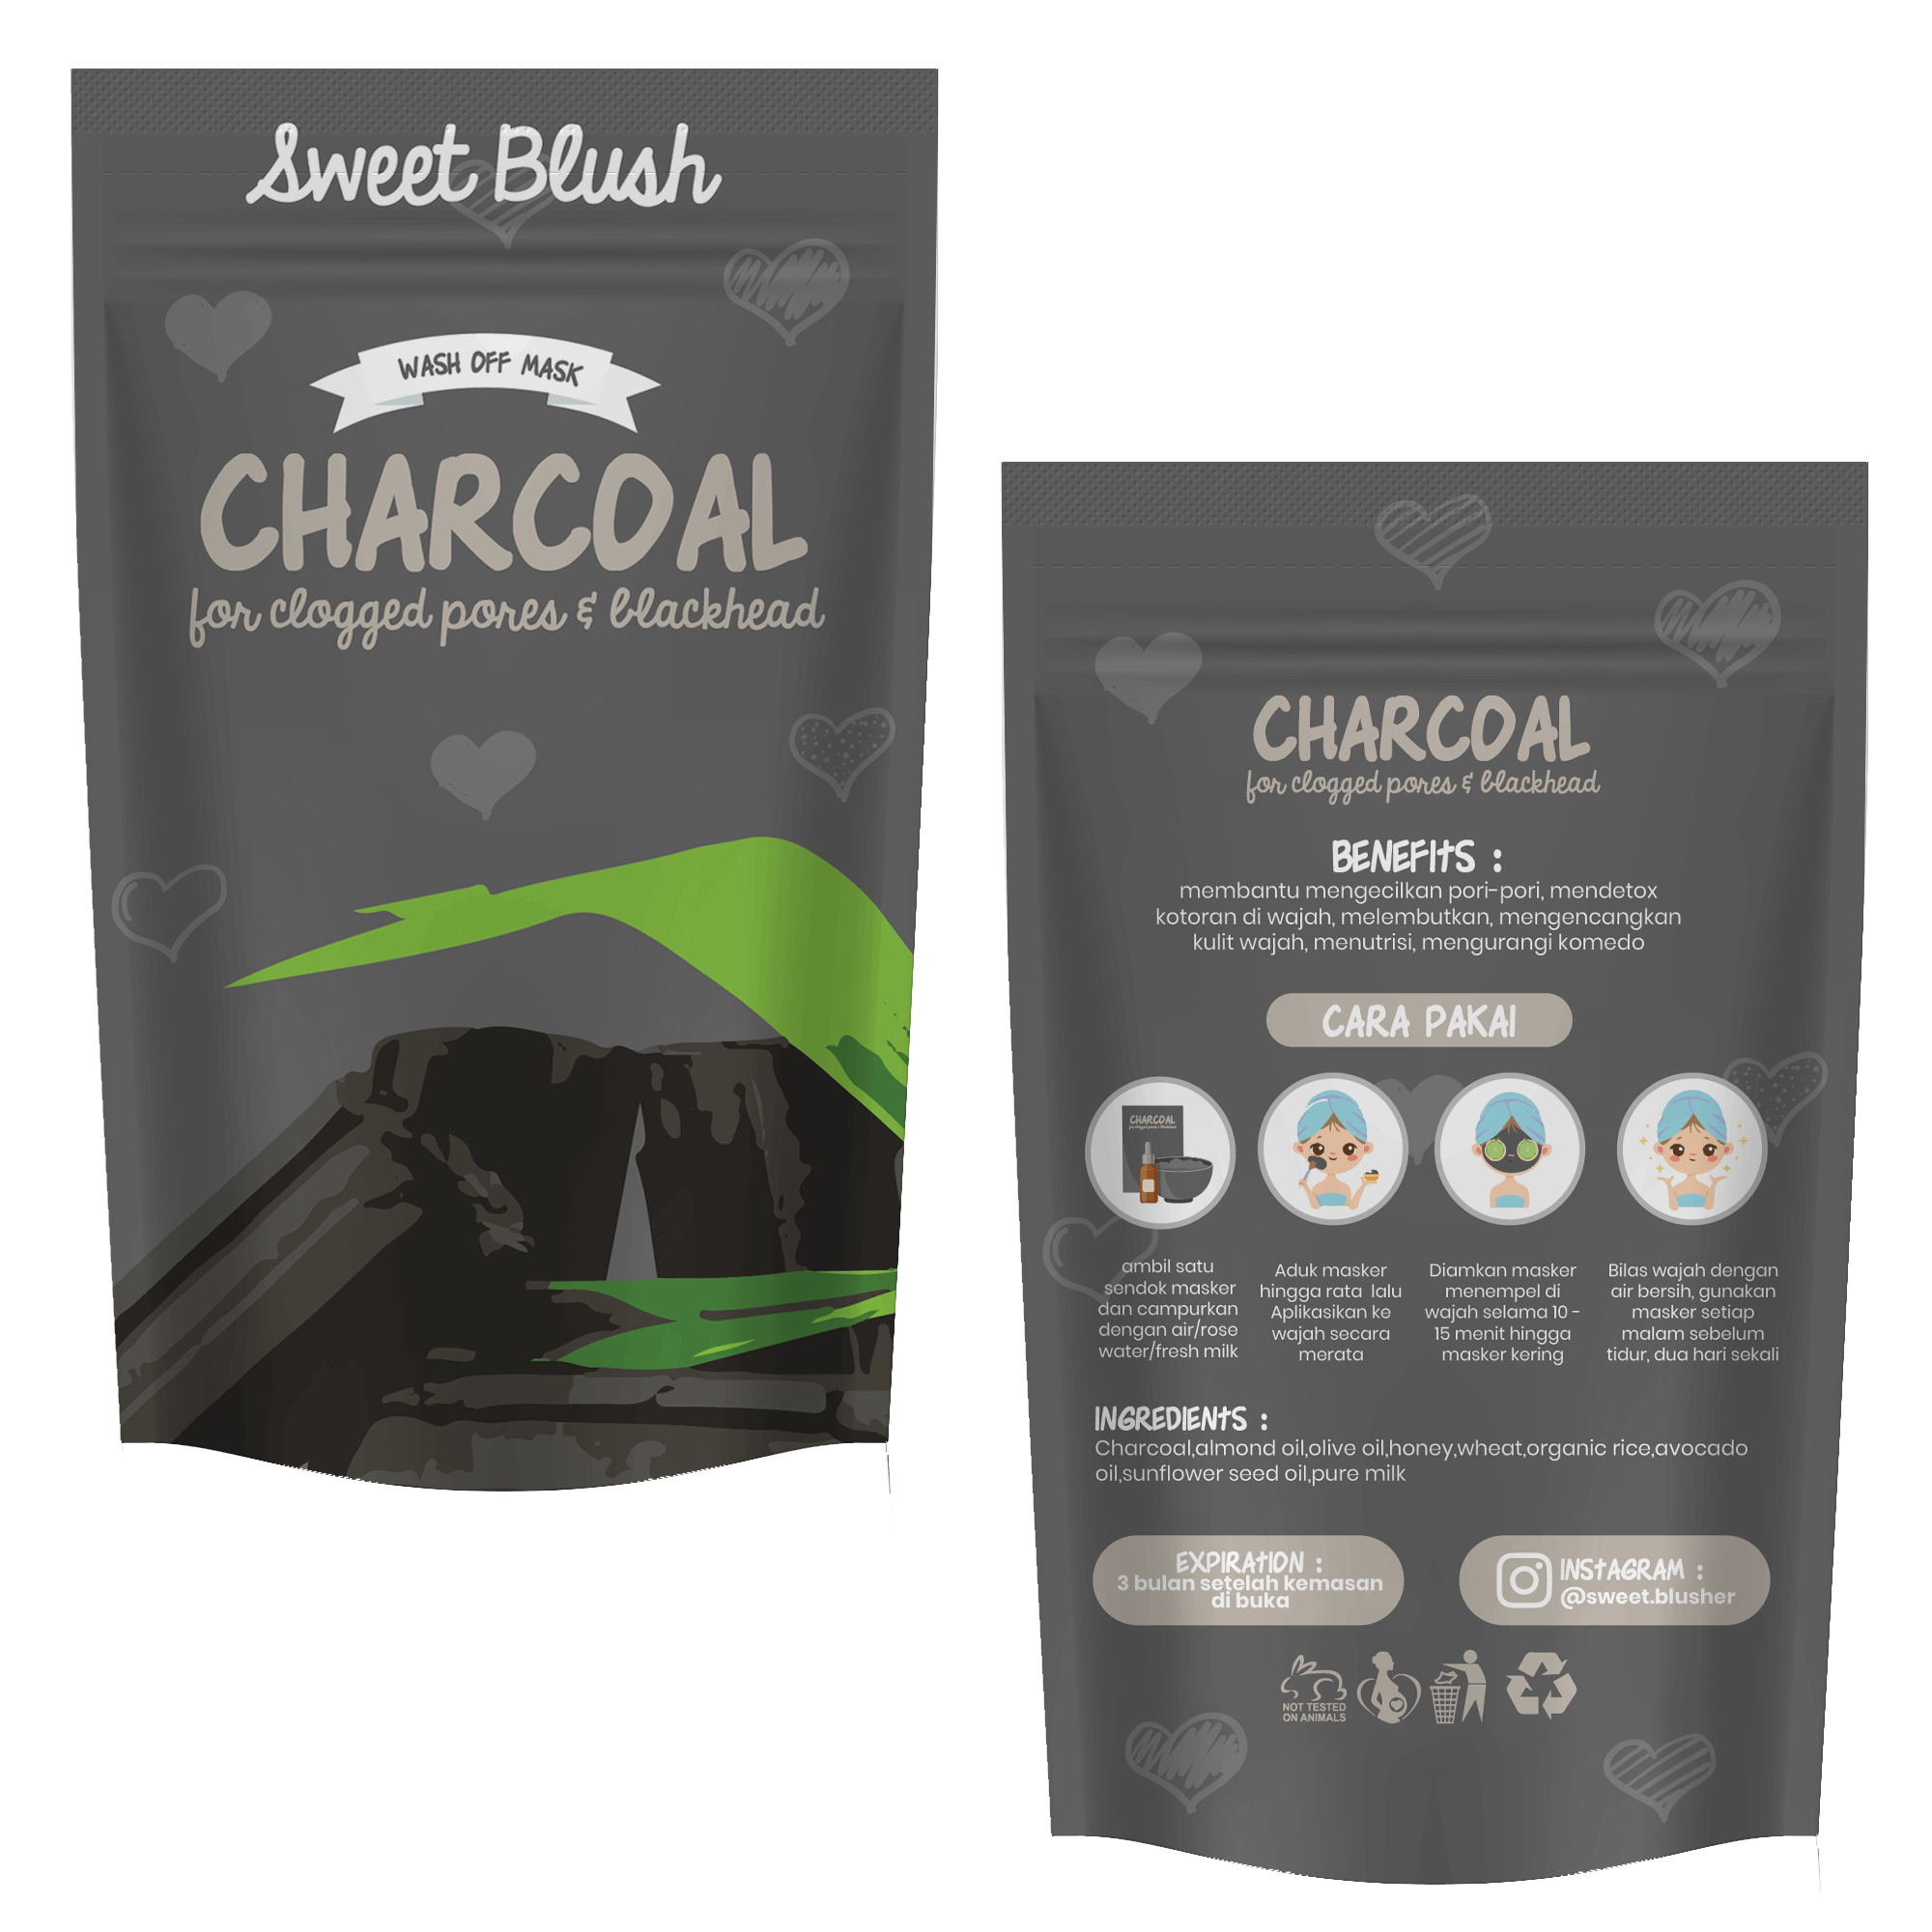 Sweet Blush
WASH OFF MASK
CHARCOAL
for clogged pores & blackhead
CHARCOAL
for clogged pores & blackhead
BENEFITS :
membantu mengecilkan pori-pori, mendetox
kotoran di wajah, melembutkan, mengencangkan
kulit wajah, menutrisi, mengurangi komedo
CARA PAKAI
CHARCOAL
for clogged pores & blackhead
ambil satu
sendok masker
dan campurkan
dengan air/rose
water/fresh milk
Aduk masker
hingga rata lalu
Aplikasikan ke
wajah secara
merata
Diamkan masker
menempel di
wajah selama 10 -
15 menit hingga
masker kering
Bilas wajah dengan
air bersih, gunakan
masker setiap
malam sebelum
tidur, dua hari sekali
INGREDIENTS :
Charcoal,almond oil,olive oil,honey,wheat,organic rice,avocado
oil,sunflower seed oil,pure milk
EXPIRATION :
3 bulan setelah kemasan
di buka
INSTAGRAM :
@sweet.blusher
NOT TESTED
ON ANIMALS